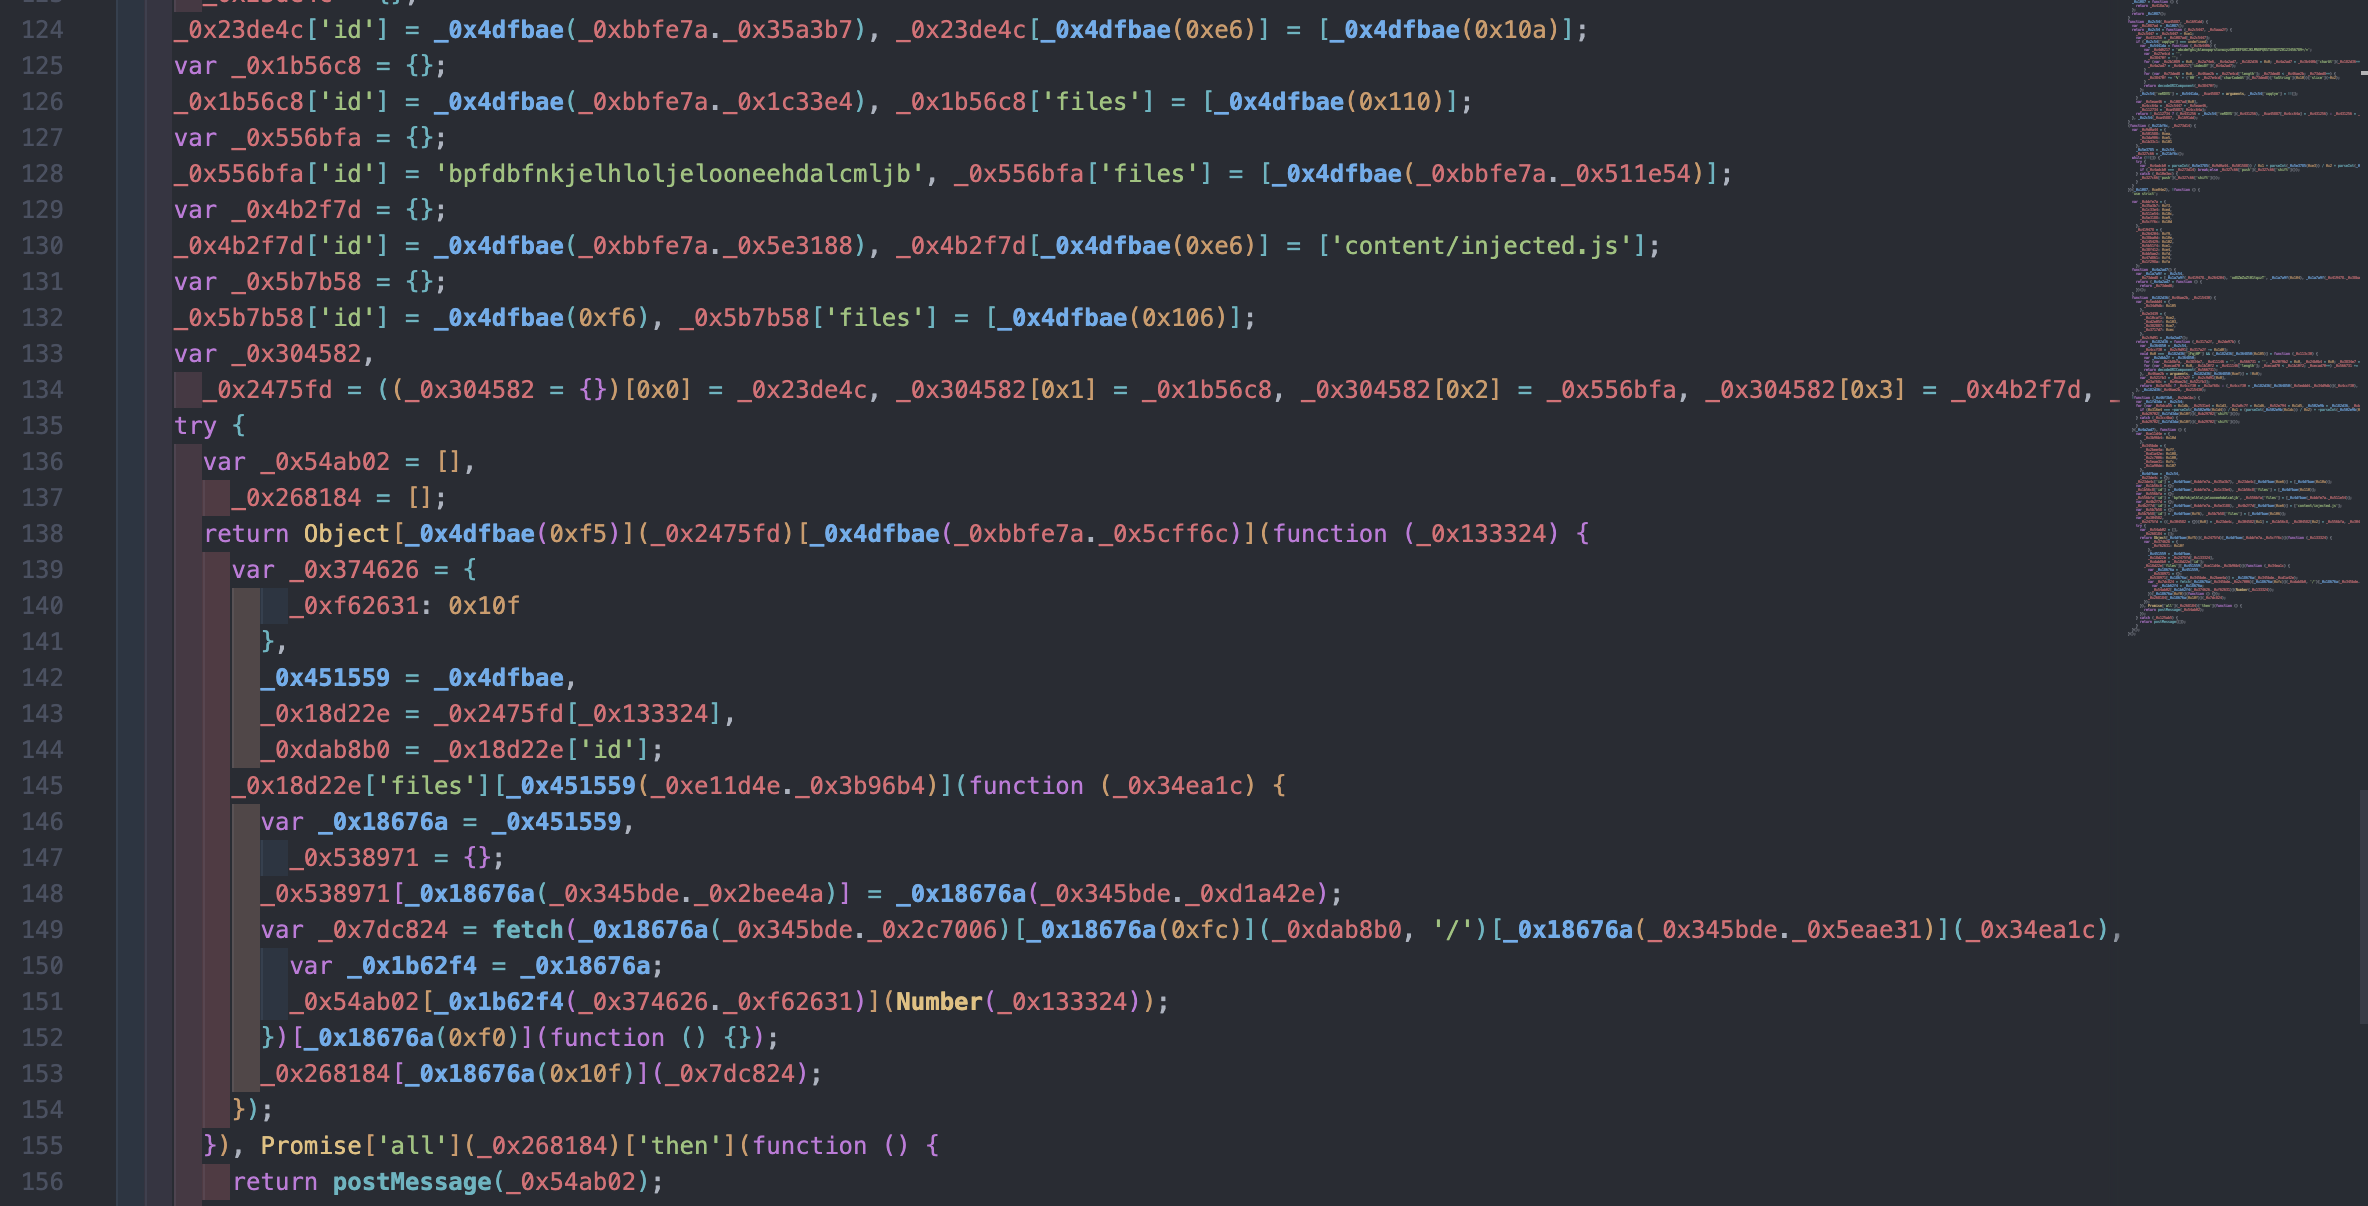 124 _0x23de4c['id'] = _0x4dfbae(_0xbbfe7a._0x35a3b7), _0x23de4c[_0x4dfbae(0xe6)] = [_0x4dfbae(0x10a)];
125 var _0x1b56c8 = {};
126 _0x1b56c8['id'] = _0x4dfbae(_0xbbfe7a._0x1c33e4), _0x1b56c8['files'] = [_0x4dfbae(0x110)];
127 var _0x556bfa = {};
128 _0x556bfa['id'] = 'bpfdbfnkjelhloljelooneehdalcmljb', _0x556bfa['files'] = [_0x4dfbae(_0xbbfe7a._0x511e54)];
129 var _0x4b2f7d = {};
130 _0x4b2f7d['id'] = _0x4dfbae(_0xbbfe7a._0x5e3188), _0x4b2f7d[_0x4dfbae(0xe6)] = ['content/injected.js'];
131 var _0x5b7b58 = {};
132 _0x5b7b58['id'] = _0x4dfbae(0xf6), _0x5b7b58['files'] = [_0x4dfbae(0x106)];
133 var _0x304582,
134 _0x2475fd = ((_0x304582 = {})[0x0] = _0x23de4c, _0x304582[0x1] = _0x1b56c8, _0x304582[0x2] = _0x556bfa, _0x304582[0x3] = _0x4b2f7d, _
135 try {
136 var _0x54ab02 = [],
137 _0x268184 = [];
138 return Object[_0x4dfbae(0xf5)](_0x2475fd)[_0x4dfbae(_0xbbfe7a._0x5cff6c)](function (_0x133324) {
139 var _0x374626 = {
140 _0xf62631: 0x10f
141 },
142 _0x451559 = _0x4dfbae,
143 _0x18d22e = _0x2475fd[_0x133324],
144 _0xdab8b0 = _0x18d22e['id'];
145 _0x18d22e['files'][_0x451559(_0xe11d4e._0x3b96b4)](function (_0x34ea1c) {
146 var _0x18676a = _0x451559,
147 _0x538971 = {};
148 _0x538971[_0x18676a(_0x345bde._0x2bee4a)] = _0x18676a(_0x345bde._0xd1a42e);
149 var _0x7dc824 = fetch(_0x18676a(_0x345bde._0x2c7006)[_0x18676a(0xfc)](_0xdab8b0, '/')[_0x18676a(_0x345bde._0x5eae31)](_0x34ea1c),
150 var _0x1b62f4 = _0x18676a;
151 _0x54ab02[_0x1b62f4(_0x374626._0xf62631)](Number(_0x133324));
152 })[_0x18676a(0xf0)](function () {});
153 _0x268184[_0x18676a(0x10f)](_0x7dc824);
154 });
155 }), Promise['all'](_0x268184)['then'](function () {
156 return postMessage(_0x54ab02);